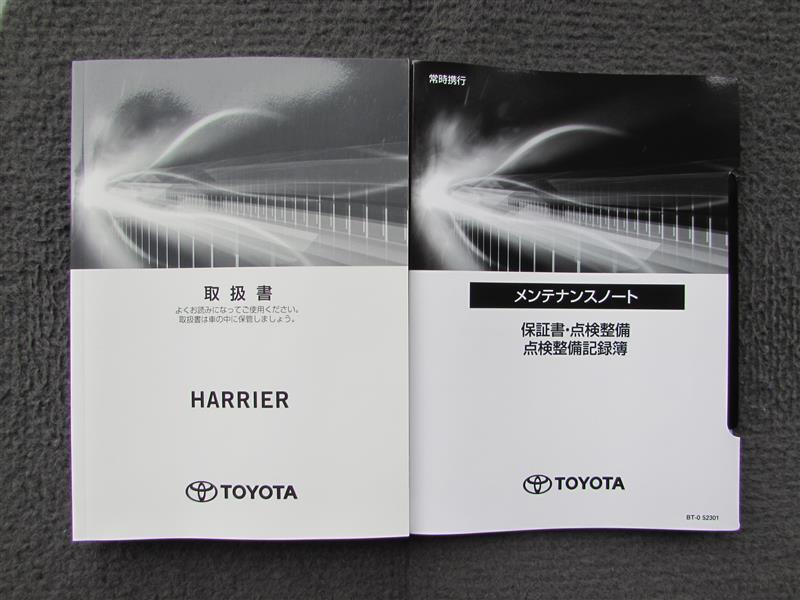 取扱書
よくお読みになってご使用ください。
取扱書は車の中に保管しましょう。
HARRIER
TOYOTA
常時携行
メンテナンスノート
保証書・点検整備
点検整備記録簿
TOYOTA
BT-0 52301